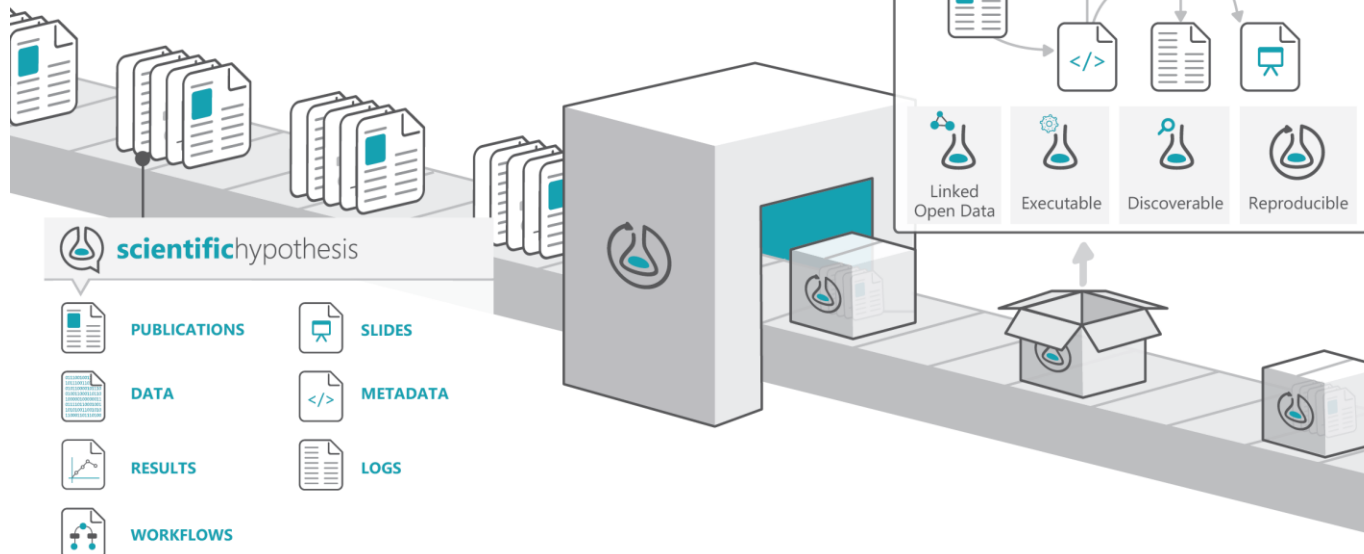 </>
Linked
Open Data
Executable
Discoverable
Reproducible
scientifichypothesis
PUBLICATIONS
SLIDES
DATA
METADATA
</>
RESULTS
LOGS
WORKFLOWS